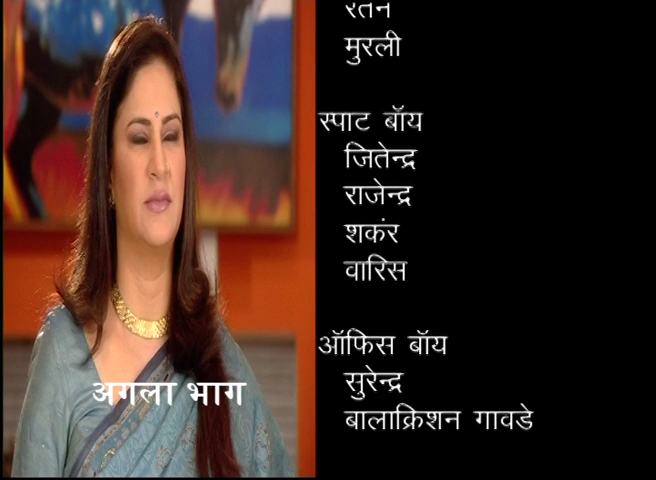 रतन
मुरली
स्पाट बॉय
जितेन्द्र
राजेन्द्र
शकंर
वारिस
ऑफिस बॉय
सुरेन्द्र
बालाक्रिशन गावडे
अगला भाग